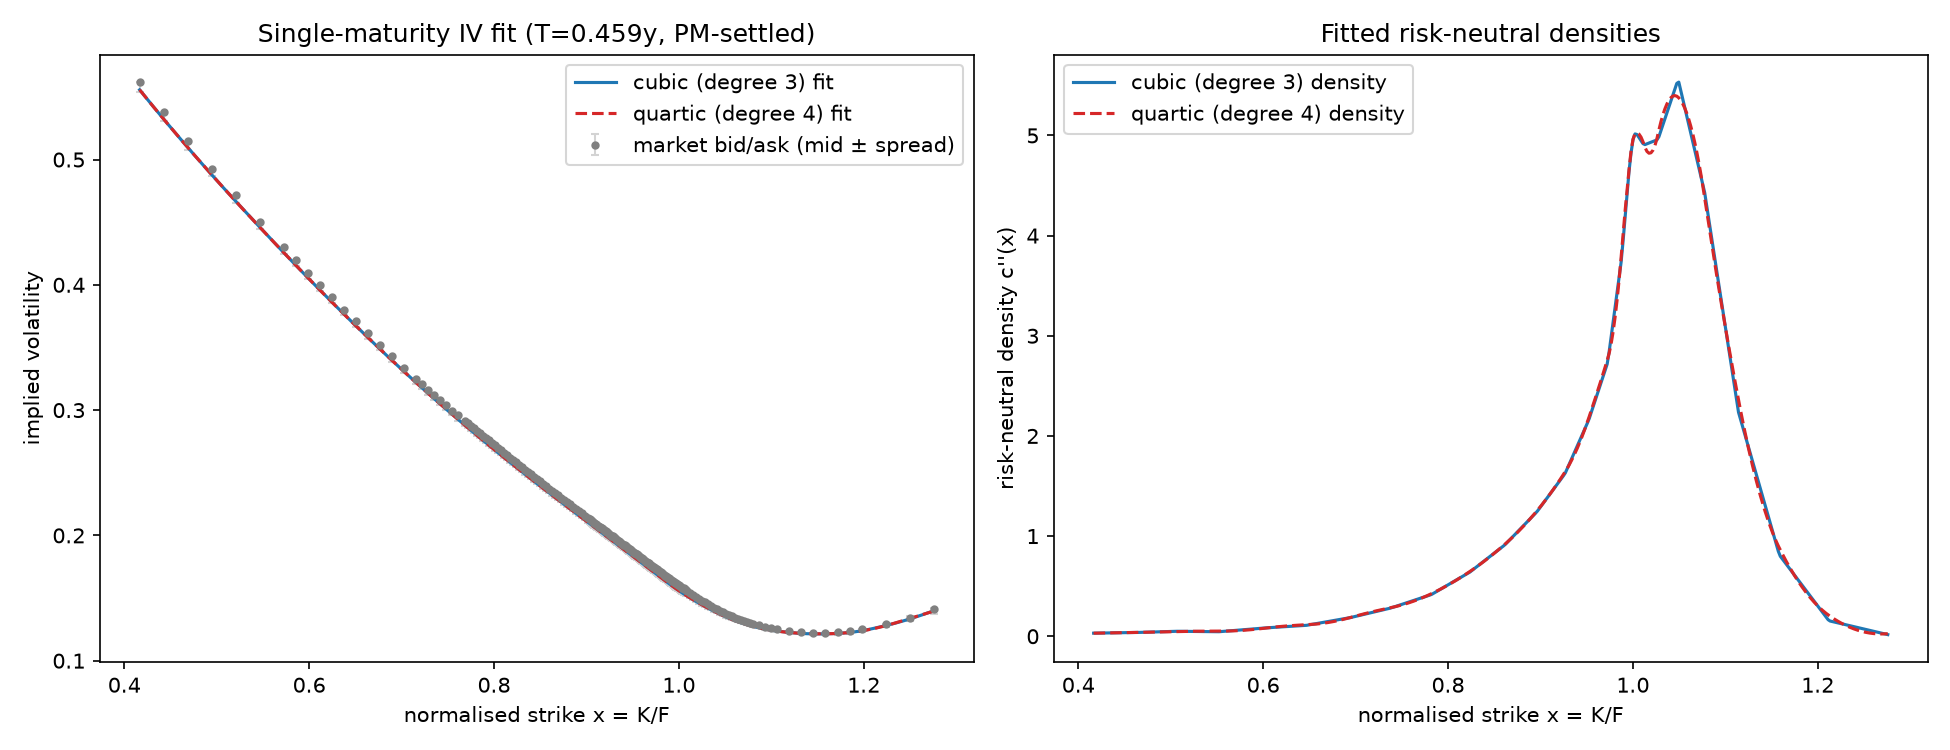 Single-maturity IV fit (T=0.459y, PM-settled)
cubic (degree 3) fit
quartic (degree 4) fit
market bid/ask (mid ± spread)
implied volatility
0.5
0.4
0.3
0.2
0.1
0.4 0.6 0.8 1.0 1.2
normalised strike x = K/F
Fitted risk-neutral densities
cubic (degree 3) density
quartic (degree 4) density
risk-neutral density c''(x)
5
4
3
2
1
0
0.4 0.6 0.8 1.0 1.2
normalised strike x = K/F